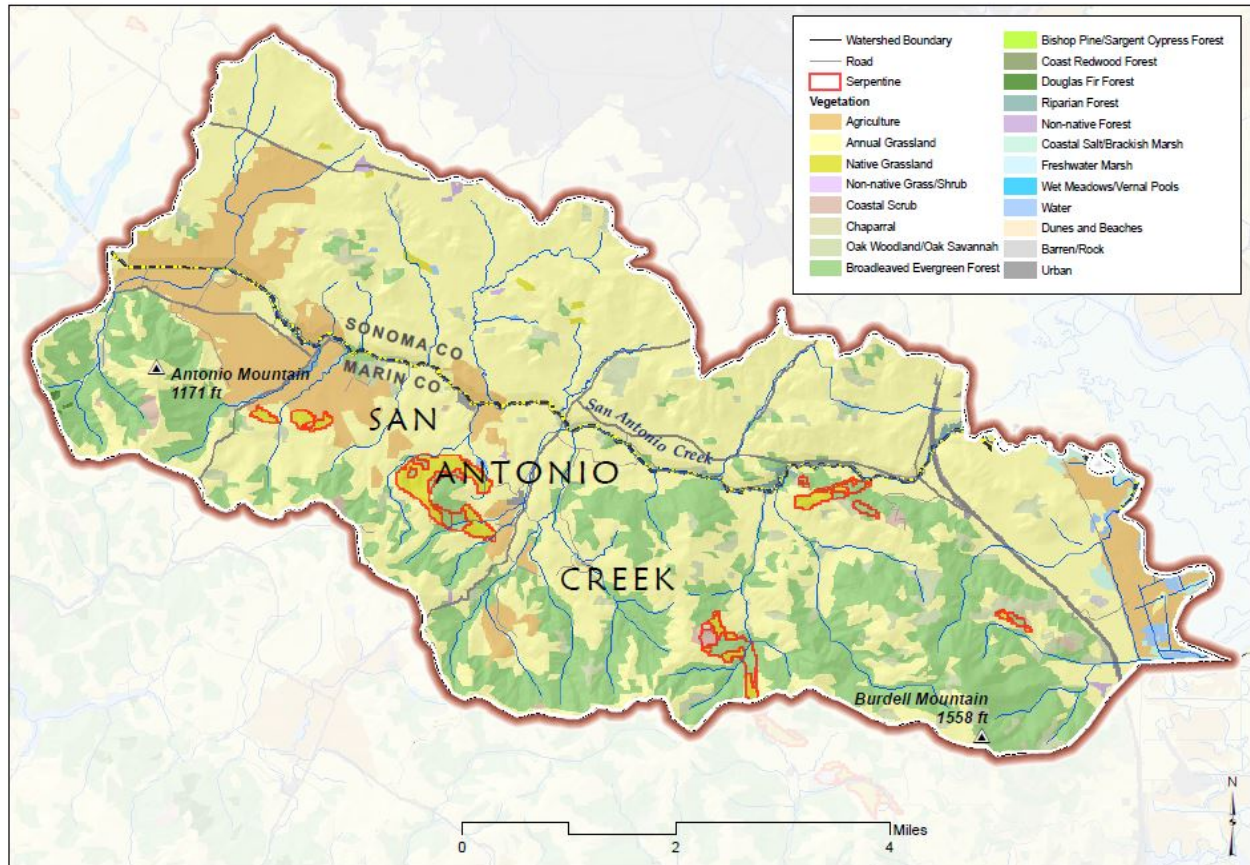 Watershed Boundary
Road
Serpentine
Vegetation
Agriculture
Annual Grassland
Native Grassland
Non-native Grass/Shrub
Coastal Scrub
Chaparral
Oak Woodland/Oak Savannah
Broadleaved Evergreen Forest
Bishop Pine/Sargent Cypress Forest
Coast Redwood Forest
Douglas Fir Forest
Riparian Forest
Non-native Forest
Coastal Salt/Brackish Marsh
Freshwater Marsh
Wet Meadows/Vernal Pools
Water
Dunes and Beaches
Barren/Rock
Urban
SONOMA CO
MARIN CO
Antonio Mountain
1171 ft
SAN
ANTONIO
CREEK
San Antonio Creek
Burdell Mountain
1558 ft
N
Miles
0 2 4